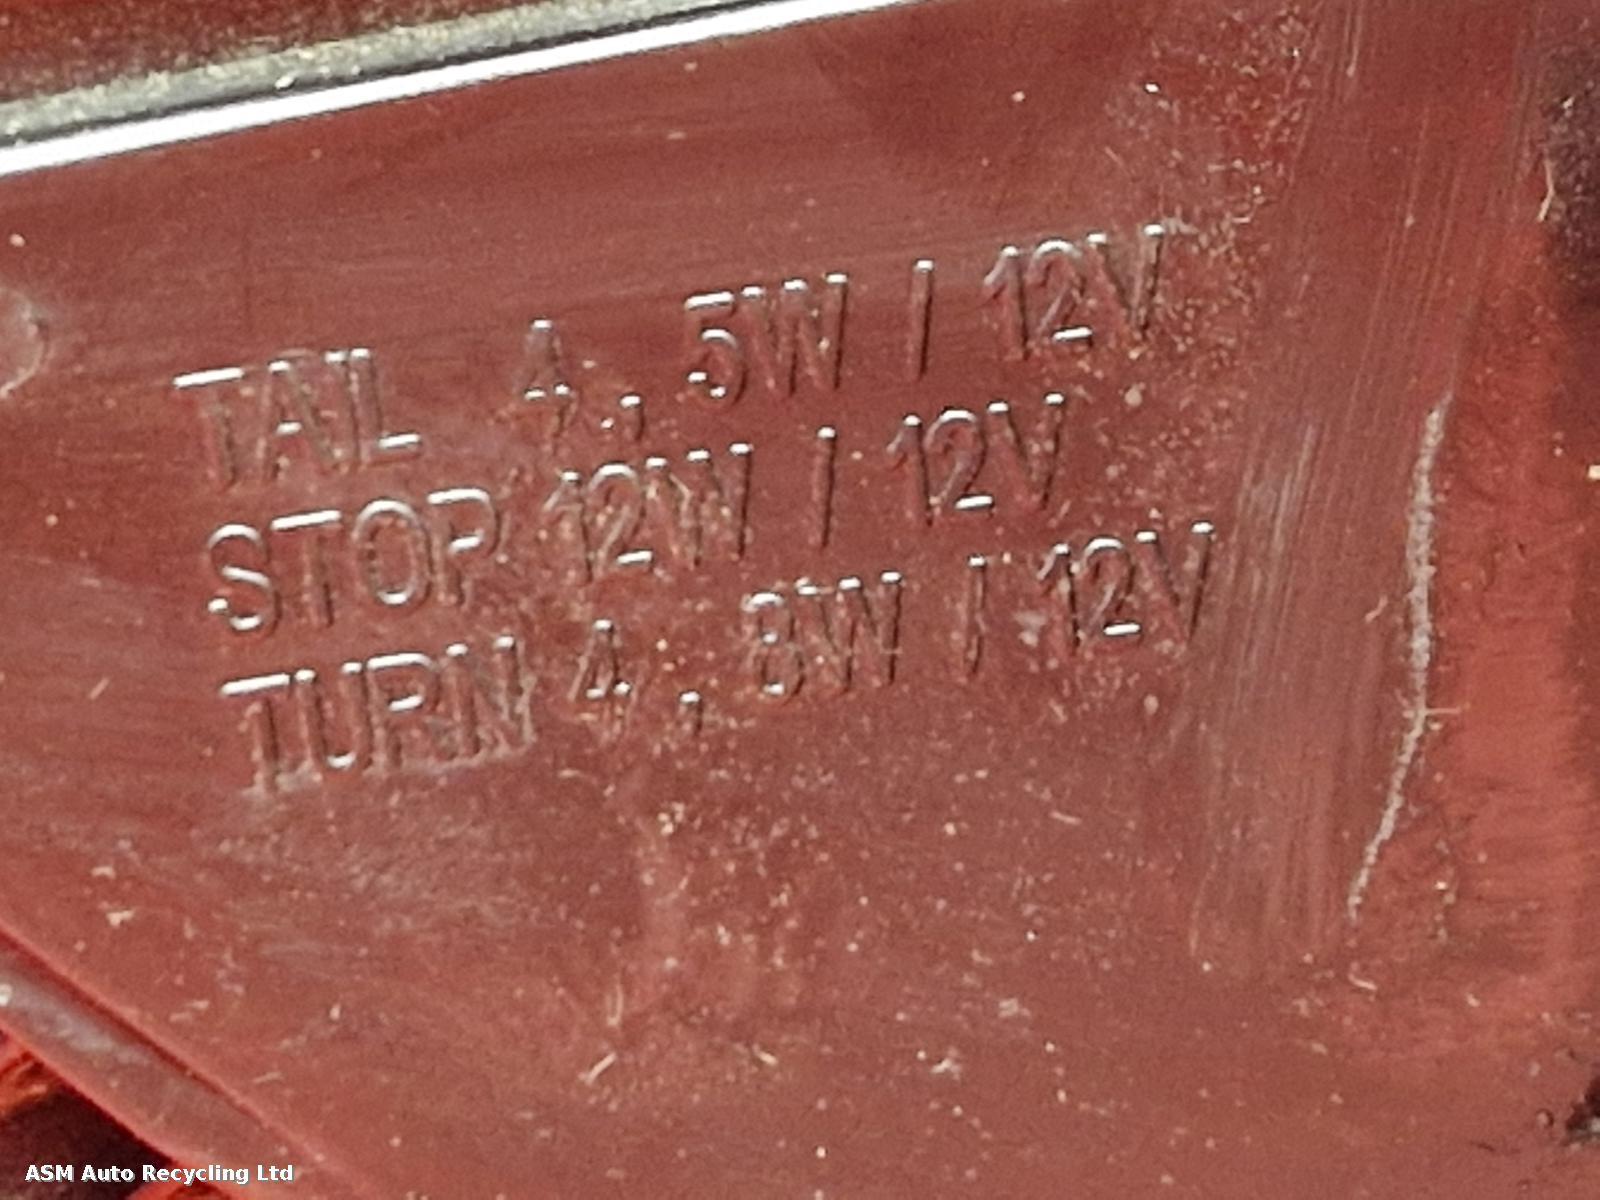 TAIL 4,5W / 12V
STOP 12W / 12V
TURN 4,8W / 12V
ASM Auto Recycling Ltd